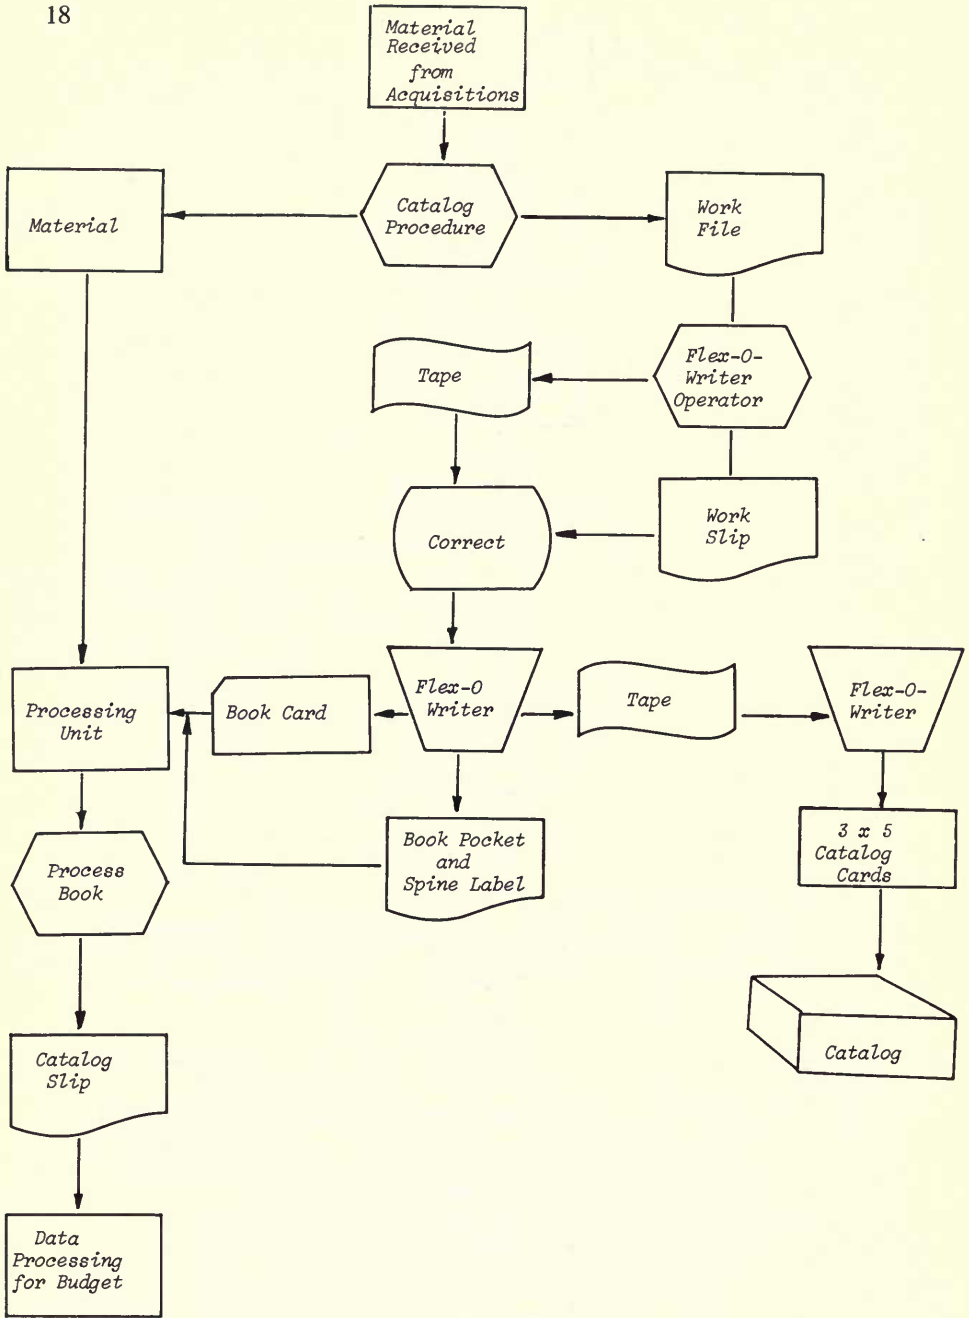 18
Material
Received
from
Acquisitions
Material
Catalog
Procedure
Work
File
Tape
Flex-O-
Writer
Operator
Correct
Work
Slip
Processing
Unit
Book Card
Flex-O
Writer
Tape
Flex-O-
Writer
Process
Book
Book Pocket
and
Spine Label
3 x 5
Catalog
Cards
Catalog
Slip
Catalog
Data
Processing
for Budget